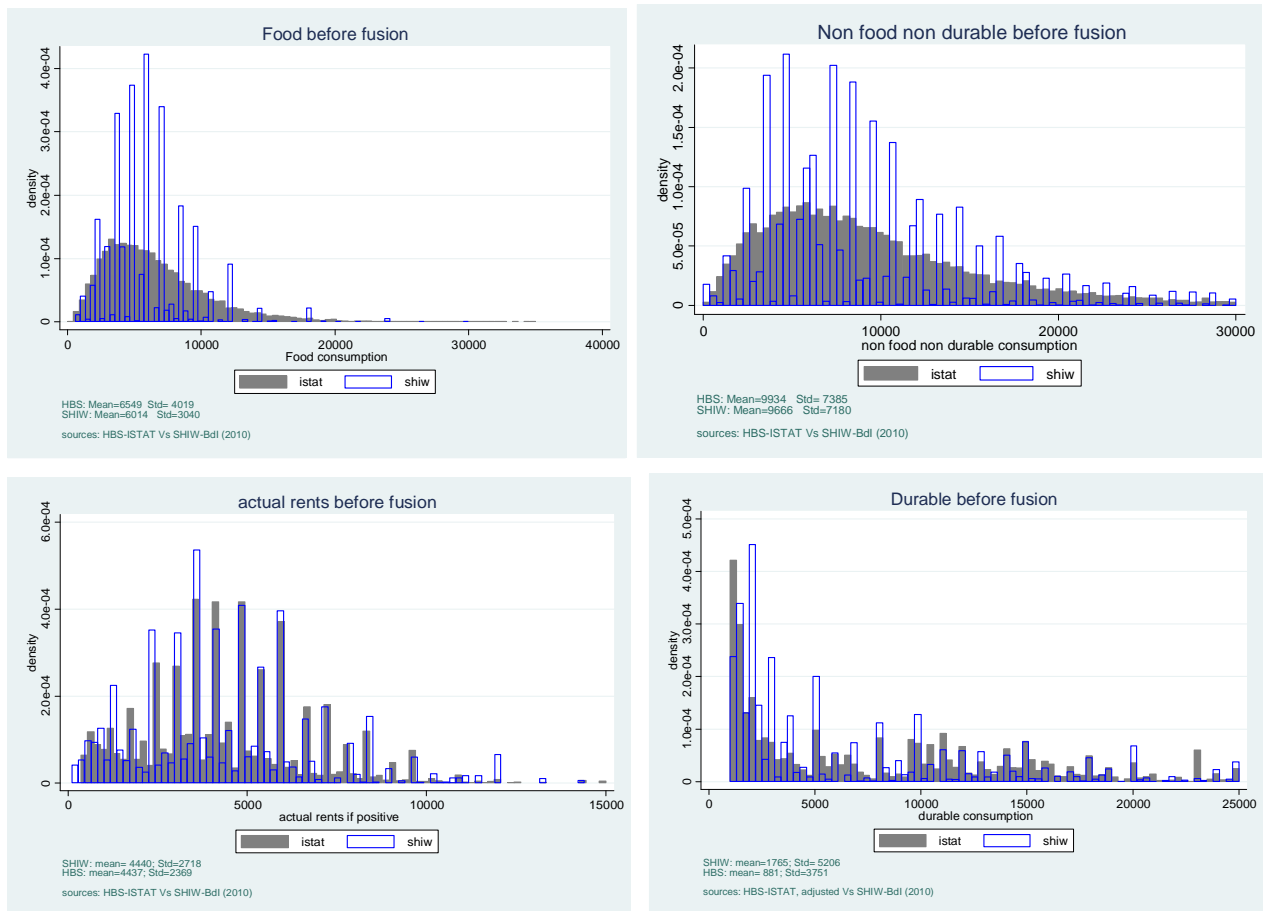 Food before fusion
density
4.0e-04
3.0e-04
2.0e-04
1.0e-04
0
0 10000 20000 30000 40000
Food consumption
istat shiw
HBS: Mean=6549 Std= 4019
SHIW: Mean=6014 Std=3040
sources: HBS-ISTAT Vs SHIW-BdI (2010)
Non food non durable before fusion
density
2.0e-04
1.5e-04
1.0e-04
5.0e-05
0
0 10000 20000 30000
non food non durable consumption
istat shiw
HBS: Mean=9934 Std= 7385
SHIW: Mean=9666 Std=7180
sources: HBS-ISTAT Vs SHIW-BdI (2010)
actual rents before fusion
density
6.0e-04
4.0e-04
2.0e-04
0
0 5000 10000 15000
actual rents if positive
istat shiw
SHIW: mean= 4440; Std=2718
HBS: mean=4437; Std=2369
sources: HBS-ISTAT Vs SHIW-BdI (2010)
Durable before fusion
density
5.0e-04
4.0e-04
3.0e-04
2.0e-04
1.0e-04
0
0 5000 10000 15000 20000 25000
durable consumption
istat shiw
SHIW: mean=1765; Std= 5206
HBS: mean= 881; Std=3751
sources: HBS-ISTAT, adjusted Vs SHIW-BdI (2010)